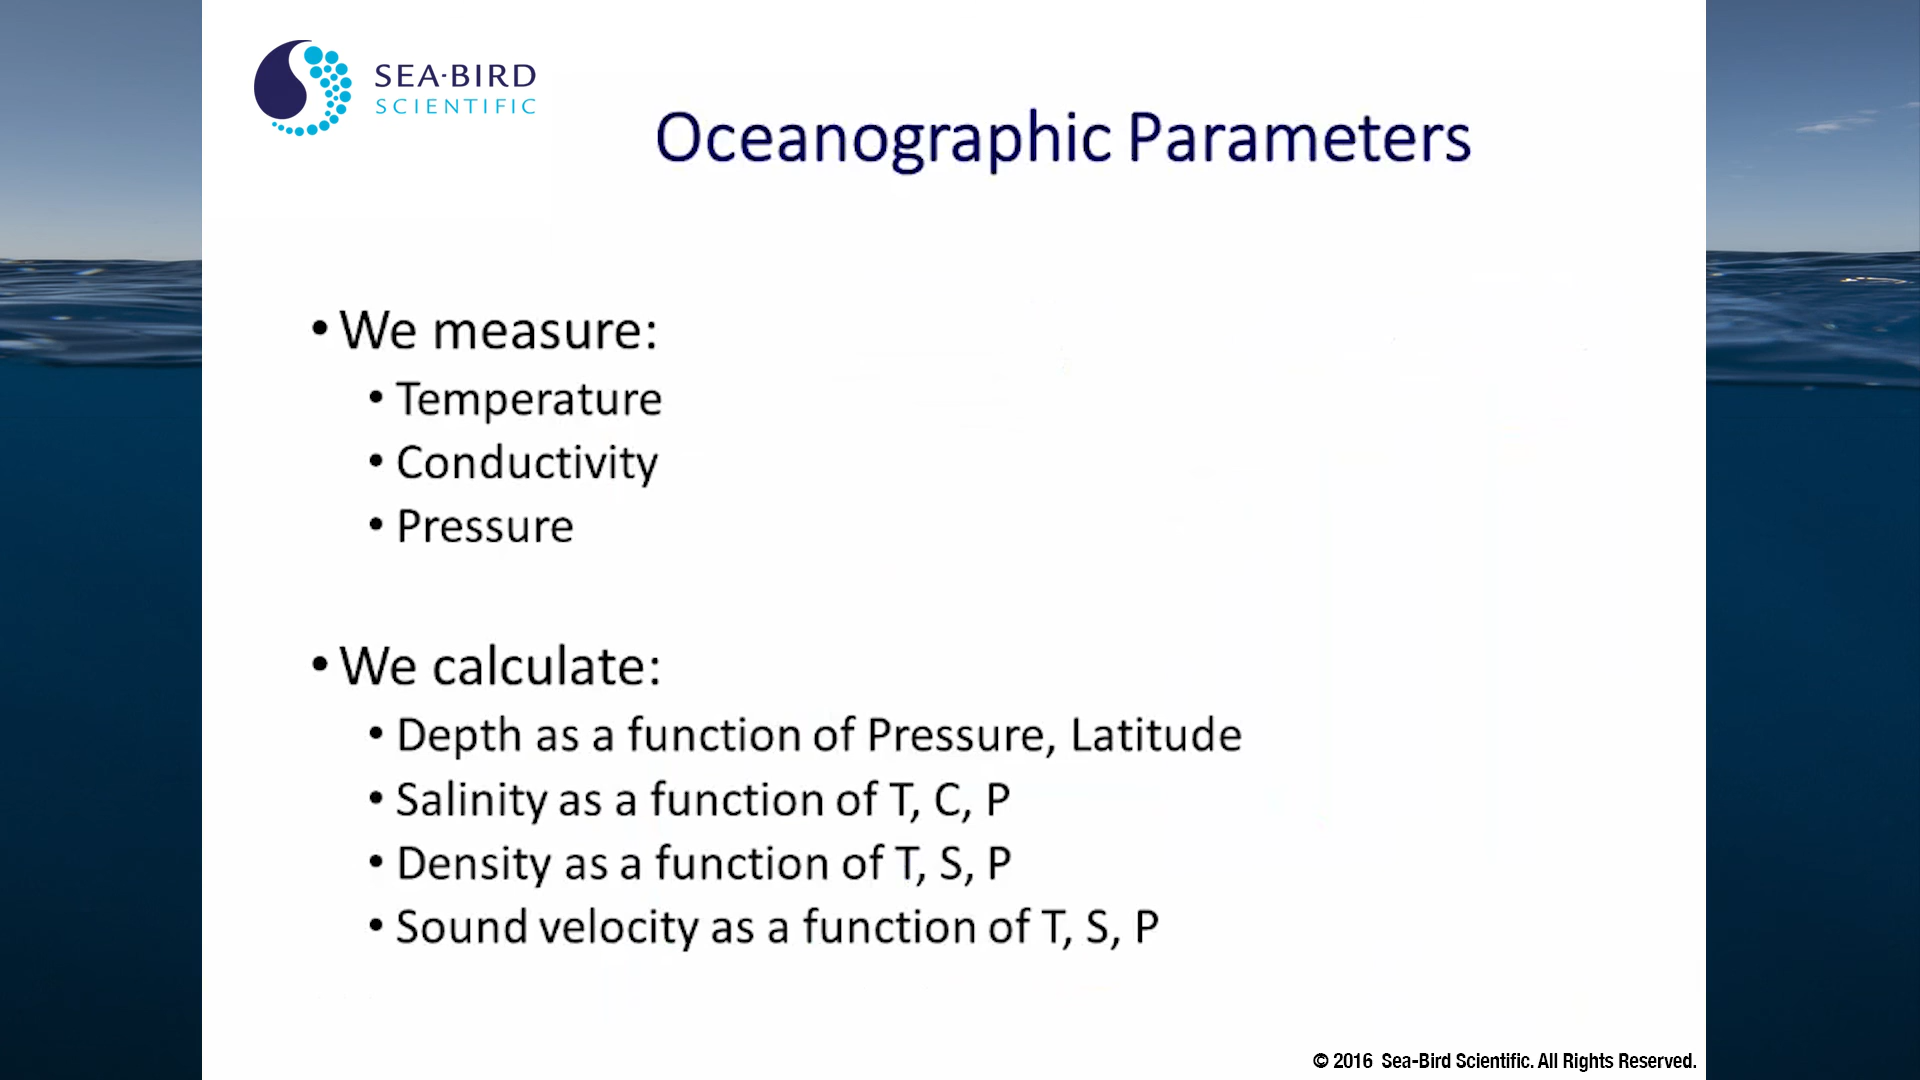 SEA·BIRD
SCIENTIFIC
Oceanographic Parameters
• We measure:
• Temperature
• Conductivity
• Pressure
• We calculate:
• Depth as a function of Pressure, Latitude
• Salinity as a function of T, C, P
• Density as a function of T, S, P
• Sound velocity as a function of T, S, P
© 2016 Sea-Bird Scientific. All Rights Reserved.